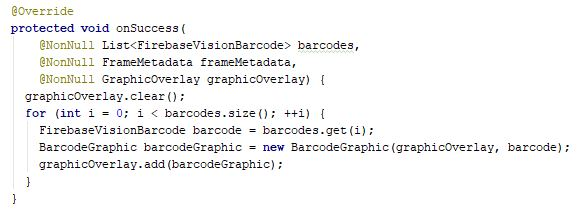 @Override
protected void onSuccess(
    @NonNull List<FirebaseVisionBarcode> barcodes,
    @NonNull FrameMetadata frameMetadata,
    @NonNull GraphicOverlay graphicOverlay) {
  graphicOverlay.clear();
  for (int i = 0; i < barcodes.size(); ++i) {
    FirebaseVisionBarcode barcode = barcodes.get(i);
    BarcodeGraphic barcodeGraphic = new BarcodeGraphic(graphicOverlay, barcode);
    graphicOverlay.add(barcodeGraphic);
  }
}